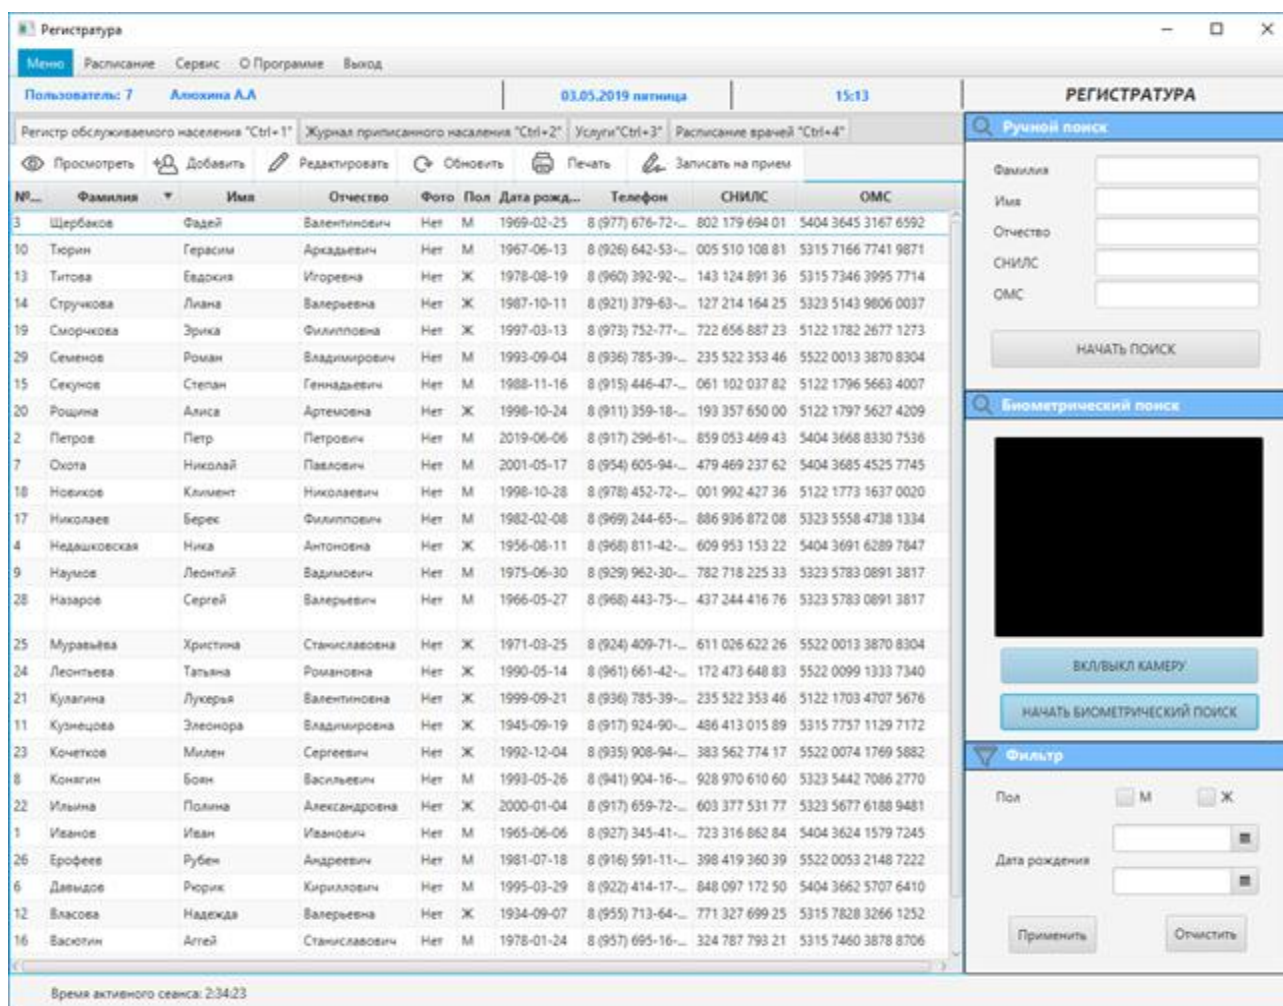 Регистратура
Меню Расписание Сервис О Программе Выход
Пользователь: 7 Алюхина А.А 03.05.2019 пятница 15:13 РЕГИСТРАТУРА
Регистр обслуживаемого населения "Ctrl+1" Журнал приписанного насаления "Ctrl+2" Услуги"Ctrl+3" Расписание врачей "Ctrl+4"
Просмотреть Добавить Редактировать Обновить Печать Записать на прием
№... Фамилия Имя Отчество Фото Пол Дата рожд... Телефон СНИЛС ОМС
3 Щербаков Фадей Валентинович Нет М 1969-02-25 8 (977) 676-72-... 802 179 694 01 5404 3645 3167 6592
10 Тюрин Герасим Аркадьевич Нет М 1967-06-13 8 (926) 642-53-... 005 510 108 81 5315 7166 7741 9871
13 Титова Евдокия Игоревна Нет Ж 1978-08-19 8 (960) 392-92-... 143 124 891 36 5315 7346 3995 7714
14 Стручкова Лиана Валерьевна Нет Ж 1987-10-11 8 (921) 379-63-... 127 214 164 25 5323 5143 9806 0037
19 Сморчкова Эрика Филипповна Нет Ж 1997-03-13 8 (973) 752-77-... 722 656 887 23 5122 1782 2677 1273
29 Семенов Роман Владимирович Нет М 1993-09-04 8 (936) 785-39-... 235 522 353 46 5522 0013 3870 8304
15 Секунов Степан Геннадьевич Нет М 1988-11-16 8 (915) 446-47-... 061 102 037 82 5122 1796 5663 4007
20 Рощина Алиса Артемовна Нет Ж 1998-10-24 8 (911) 359-18-... 193 357 650 00 5122 1797 5627 4209
2 Петров Петр Петрович Нет М 2019-06-06 8 (917) 296-61-... 859 053 469 43 5404 3668 8330 7536
7 Охота Николай Павлович Нет М 2001-05-17 8 (954) 605-94-... 479 469 237 62 5404 3685 4525 7745
18 Новиков Климент Николаевич Нет М 1998-10-28 8 (978) 452-72-... 001 992 427 36 5122 1773 1637 0020
17 Николаев Берек Филиппович Нет М 1982-02-08 8 (969) 244-65-... 886 936 872 08 5323 5558 4738 1334
4 Недашковская Ника Антоновна Нет Ж 1956-08-11 8 (968) 811-42-... 609 953 153 22 5404 3691 6289 7847
9 Наумов Леонтий Вадимович Нет М 1975-06-30 8 (929) 962-30-... 782 718 225 33 5323 5783 0891 3817
28 Назаров Сергей Валерьевич Нет М 1966-05-27 8 (968) 443-75-... 437 244 416 76 5323 5783 0891 3817
25 Муравьёва Христина Станиславовна Нет Ж 1971-03-25 8 (924) 409-71-... 611 026 622 26 5522 0013 3870 8304
24 Леонтьева Татьяна Романовна Нет Ж 1990-05-14 8 (961) 661-42-... 172 473 648 83 5522 0099 1333 7340
21 Кулагина Лукерья Валентиновна Нет Ж 1999-09-21 8 (936) 785-39-... 235 522 353 46 5122 1703 4707 5676
11 Кузнецова Элеонора Владимировна Нет Ж 1945-09-19 8 (917) 924-90-... 486 413 015 89 5315 7757 1129 7172
23 Кочетков Милен Сергеевич Нет Ж 1992-12-04 8 (935) 908-94-... 383 562 774 17 5522 0074 1769 5882
8 Конягин Боян Васильевич Нет М 1993-05-26 8 (941) 904-16-... 928 970 610 60 5323 5442 7086 2770
22 Ильина Полина Александровна Нет Ж 2000-01-04 8 (917) 659-72-... 603 377 531 77 5323 5677 6188 9481
1 Иванов Иван Иванович Нет М 1965-06-06 8 (927) 345-41-... 723 316 862 84 5404 3624 1579 7245
26 Ерофеев Рубен Андреевич Нет М 1981-07-18 8 (916) 591-11-... 398 419 360 39 5522 0053 2148 7222
6 Давыдов Рюрик Кириллович Нет М 1995-03-29 8 (922) 414-17-... 848 097 172 50 5404 3662 5707 6410
12 Власова Надежда Валерьевна Нет Ж 1934-09-07 8 (955) 713-64-... 771 327 699 25 5315 7828 3266 1252
16 Васютин Аггей Станиславович Нет М 1978-01-24 8 (957) 695-16-... 324 787 793 21 5315 7460 3878 8706
Ручной поиск
Фамилия
Имя
Отчество
СНИЛС
ОМС
НАЧАТЬ ПОИСК
Биометрический поиск
ВКЛ/ВЫКЛ КАМЕРУ
НАЧАТЬ БИОМЕТРИЧЕСКИЙ ПОИСК
Фильтр
Пол М Ж
Дата рождения
Применить Отчистить
Время активного сеанса: 2:34:23